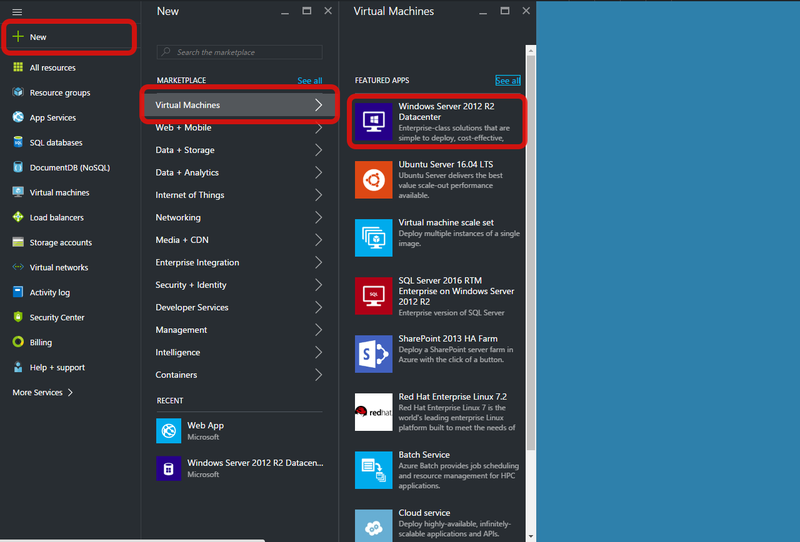 New
All resources
Resource groups
App Services
SQL databases
DocumentDB (NoSQL)
Virtual machines
Load balancers
Storage accounts
Virtual networks
Activity log
Security Center
Billing
Help + support
More Services
New
Search the marketplace
MARKETPLACE See all
Virtual Machines
Web + Mobile
Data + Storage
Data + Analytics
Internet of Things
Networking
Media + CDN
Enterprise Integration
Security + Identity
Developer Services
Management
Intelligence
Containers
RECENT
Web App
Microsoft
Windows Server 2012 R2 Datacen...
Microsoft
Virtual Machines
FEATURED APPS See all
Windows Server 2012 R2
Datacenter
Enterprise-class solutions that are
simple to deploy, cost-effective,
Ubuntu Server 16.04 LTS
Ubuntu Server delivers the best
value scale-out performance
available.
Virtual machine scale set
Deploy multiple instances of a single
image.
SQL
SQL Server 2016 RTM
Enterprise on Windows Server
2012 R2
Enterprise version of SQL Server
S
SharePoint 2013 HA Farm
Deploy a SharePoint server farm in
Azure with the click of a button.
redhat
Red Hat Enterprise Linux 7.2
Red Hat Enterprise Linux 7 is the
world's leading enterprise Linux
platform built to meet the needs of
Batch Service
Azure Batch provides job scheduling
and resource management for HPC
applications.
Cloud service
Deploy highly-available, infinitely-
scalable applications and APIs.